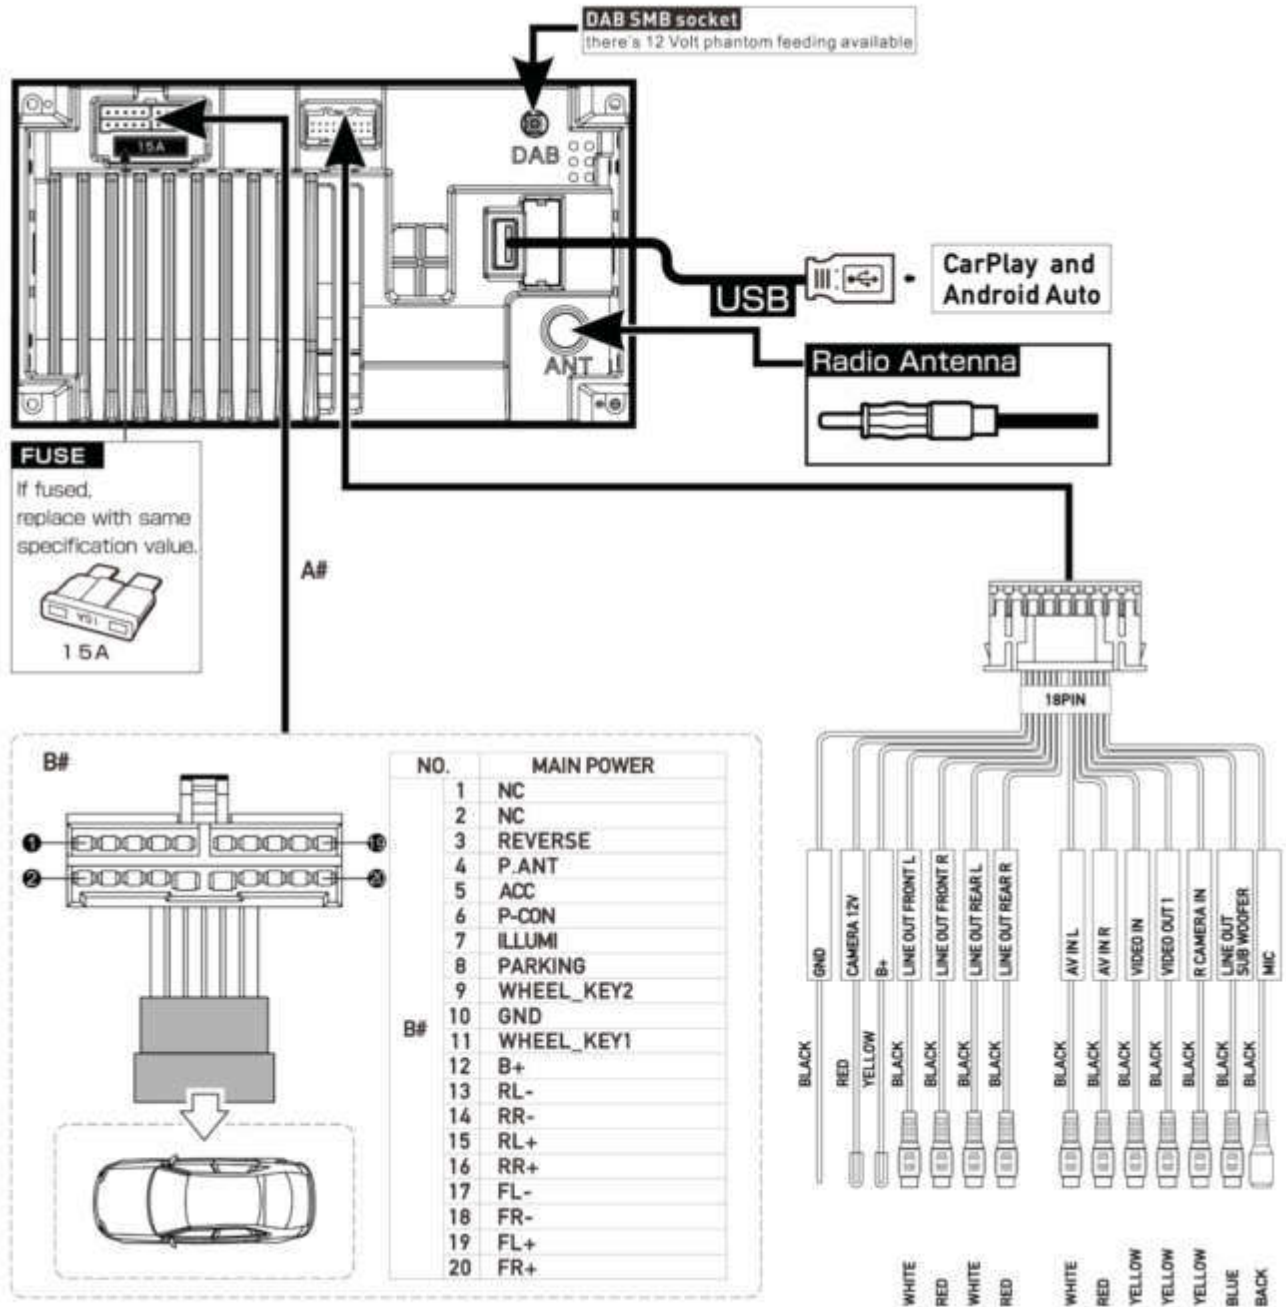 DAB SMB socket
there's 12 Volt phantom feeding available
15A
DAB
USB
CarPlay and
Android Auto
ANT
Radio Antenna
FUSE
If fused,
replace with same
specification value.
15A
15A
A#
18PIN
B#
1
19
2
20
NO. MAIN POWER
B#
1 NC
2 NC
3 REVERSE
4 P.ANT
5 ACC
6 P-CON
7 ILLUMI
8 PARKING
9 WHEEL_KEY2
10 GND
11 WHEEL_KEY1
12 B+
13 RL-
14 RR-
15 RL+
16 RR+
17 FL-
18 FR-
19 FL+
20 FR+
GND
CAMERA 12V
B+
LINE OUT FRONT L
LINE OUT FRONT R
LINE OUT REAR L
LINE OUT REAR R
AV IN L
AV IN R
VIDEO IN
VIDEO OUT 1
R CAMERA IN
LINE OUT
SUB WOOFER
MIC
BLACK
RED
YELLOW
BLACK
BLACK
BLACK
BLACK
BLACK
BLACK
BLACK
BLACK
BLACK
BLACK
BLACK
WHITE
RED
WHITE
RED
WHITE
RED
YELLOW
YELLOW
YELLOW
BLUE
BACK